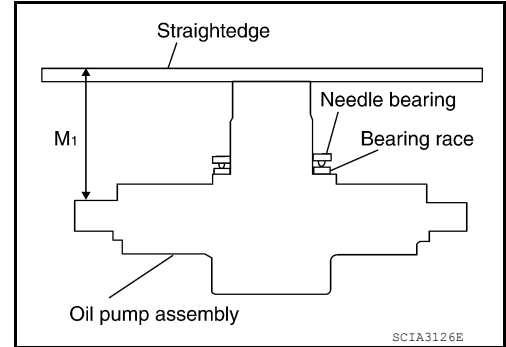 Straightedge
Needle bearing
M1
Bearing race
Oil pump assembly
SCIA3126E